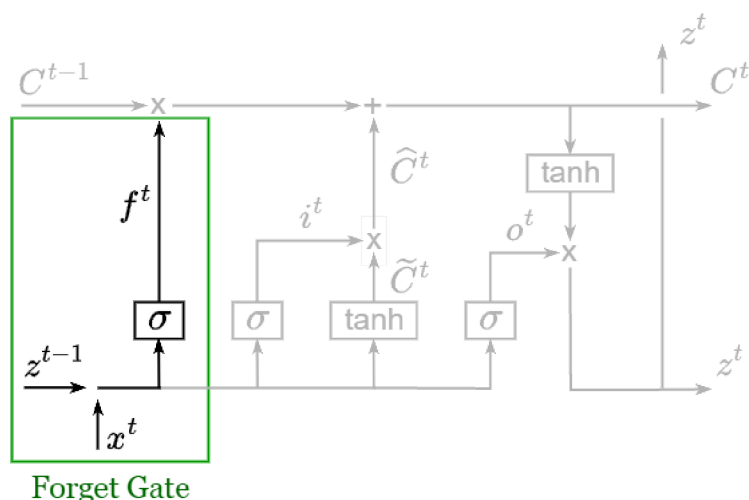 z^t
C^{t-1}
C^t
x
+
Ĉ^t
tanh
f^t
i^t
o^t
x
x
C̃^t
σ
σ
tanh
σ
z^{t-1}
z^t
x^t
Forget Gate